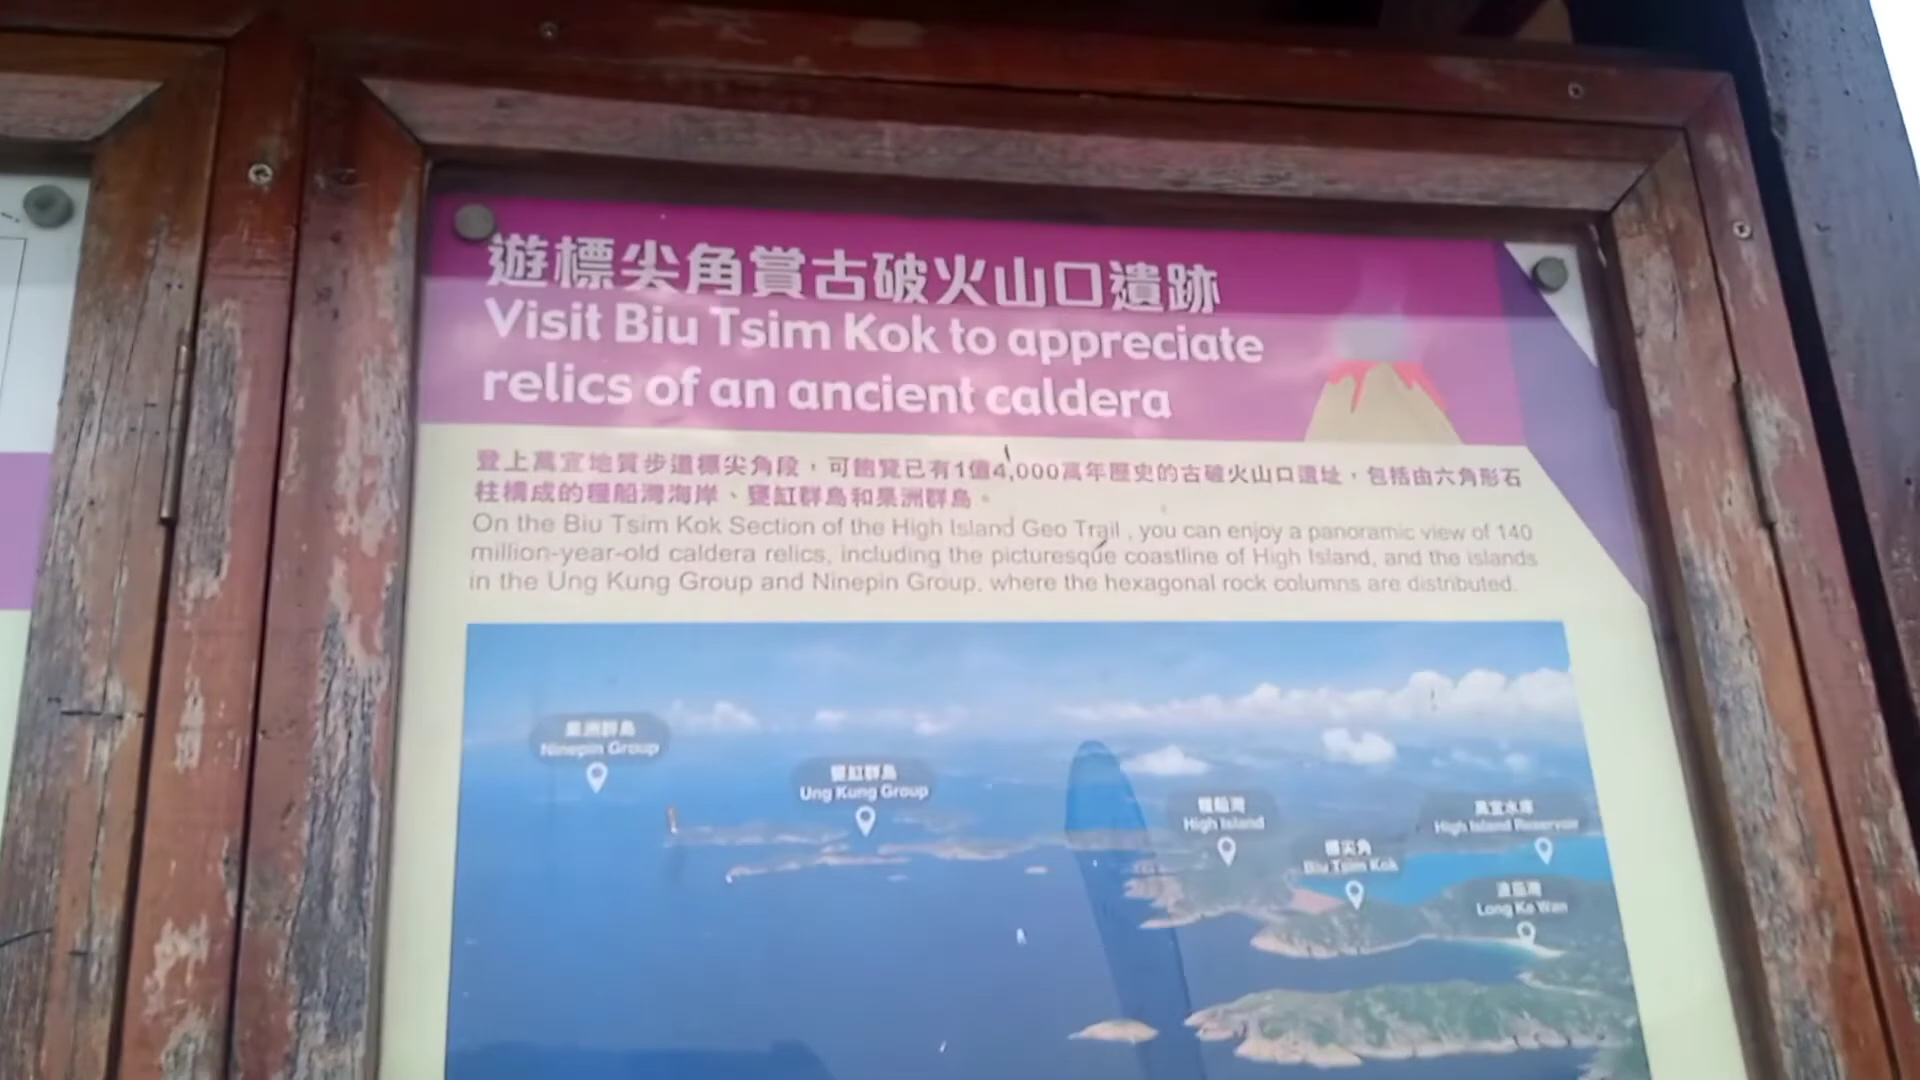 遊標尖角賞古破火山口遺跡
Visit Biu Tsim Kok to appreciate
relics of an ancient caldera
登上萬宜地質步道標尖角段，可飽覽已有1億4,000萬年歷史的古破火山口遺址，包括由六角形石
柱構成的糧船灣海岸、甕缸群島和果洲群島。
On the Biu Tsim Kok Section of the High Island Geo Trail , you can enjoy a panoramic view of 140
million-year-old caldera relics, including the picturesque coastline of High Island, and the islands
in the Ung Kung Group and Ninepin Group, where the hexagonal rock columns are distributed.
果洲群島
Ninepin Group
甕缸群島
Ung Kung Group
糧船灣
High Island
標尖角
Biu Tsim Kok
萬宜水庫
High Island Reservoir
浪茄灣
Long Ke Wan